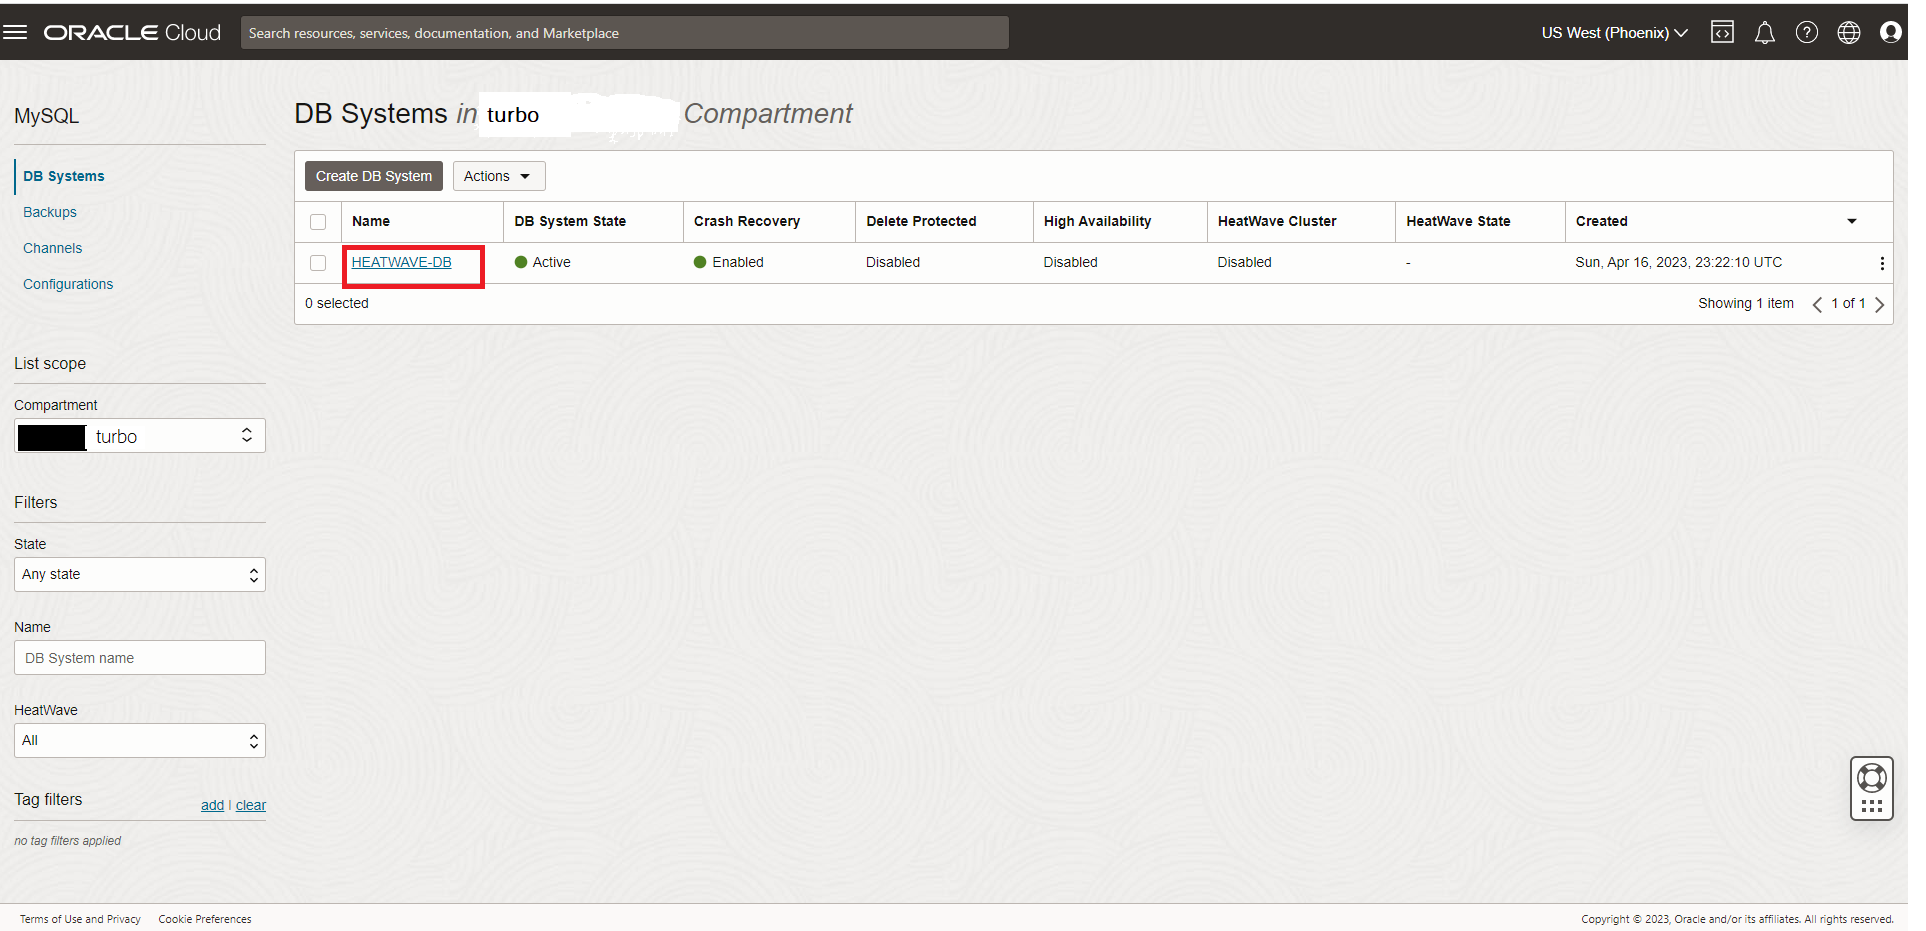 ORACLE Cloud
Search resources, services, documentation, and Marketplace
US West (Phoenix)
MySQL
DB Systems
Backups
Channels
Configurations
List scope
Compartment
turbo
Filters
State
Any state
Name
DB System name
HeatWave
All
Tag filters
add | clear
no tag filters applied
DB Systems in turbo Compartment
Create DB System
Actions
Name DB System State Crash Recovery Delete Protected High Availability HeatWave Cluster HeatWave State Created
HEATWAVE-DB Active Enabled Disabled Disabled Disabled - Sun, Apr 16, 2023, 23:22:10 UTC
0 selected
Showing 1 item
1 of 1
Terms of Use and Privacy
Cookie Preferences
Copyright © 2023, Oracle and/or its affiliates. All rights reserved.